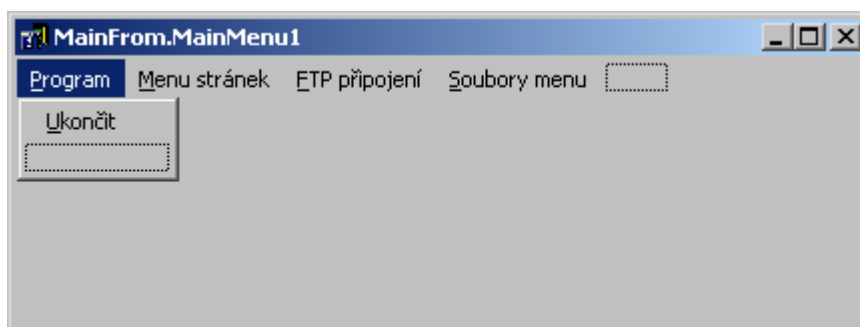 MainFrom.MainMenu1
Program Menu stránek FTP připojení Soubory menu
Ukončit